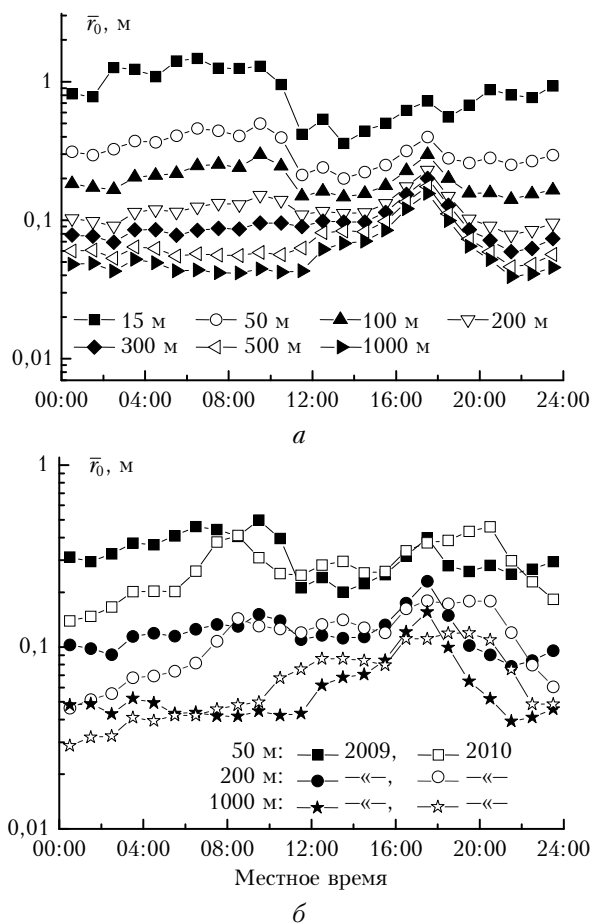 r̄₀, м
1
0,1
15 м 50 м 100 м 200 м
300 м 500 м 1000 м
0,01
00:00 04:00 08:00 12:00 16:00 20:00 24:00
а
r̄₀, м
1
0,1
50 м: 2009, 2010
200 м: –«–, –«–
1000 м: –«–, –«–
0,01
00:00 04:00 08:00 12:00 16:00 20:00 24:00
Местное время
б